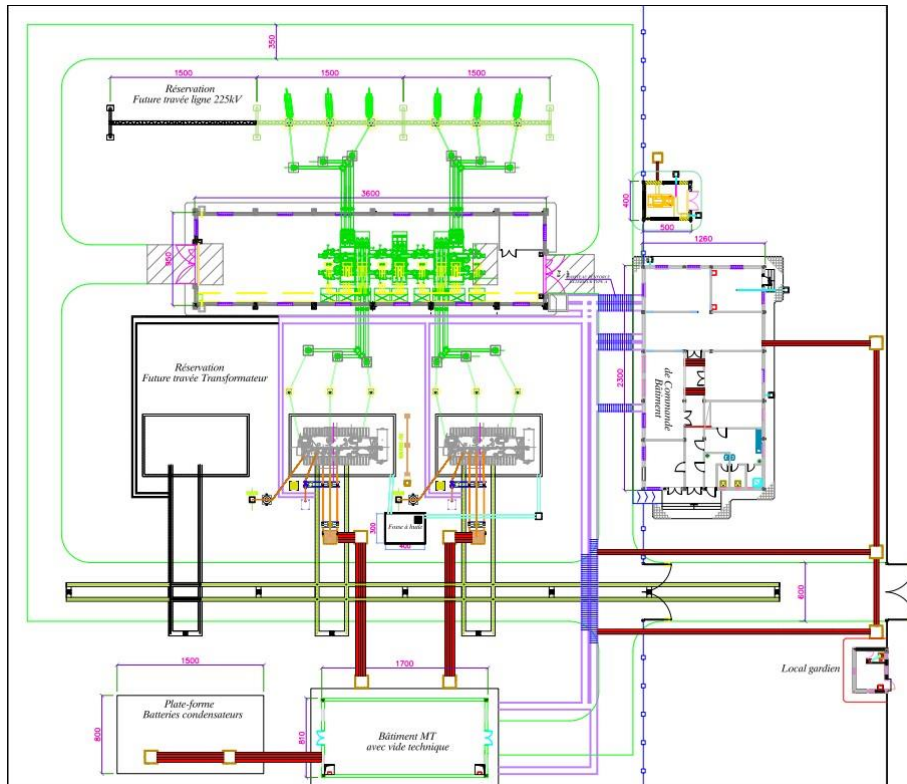 350
1500
1500
1500
Réservation
Future travée ligne 225kV
3600
400
500
1260
Réservation
Future travée Transformateur
de Commande
Bâtiment
2300
300
Fosse à huile
400
600
1500
1700
Local gardien
Plate-forme
Batteries condensateurs
800
810
Bâtiment MT
avec vide technique